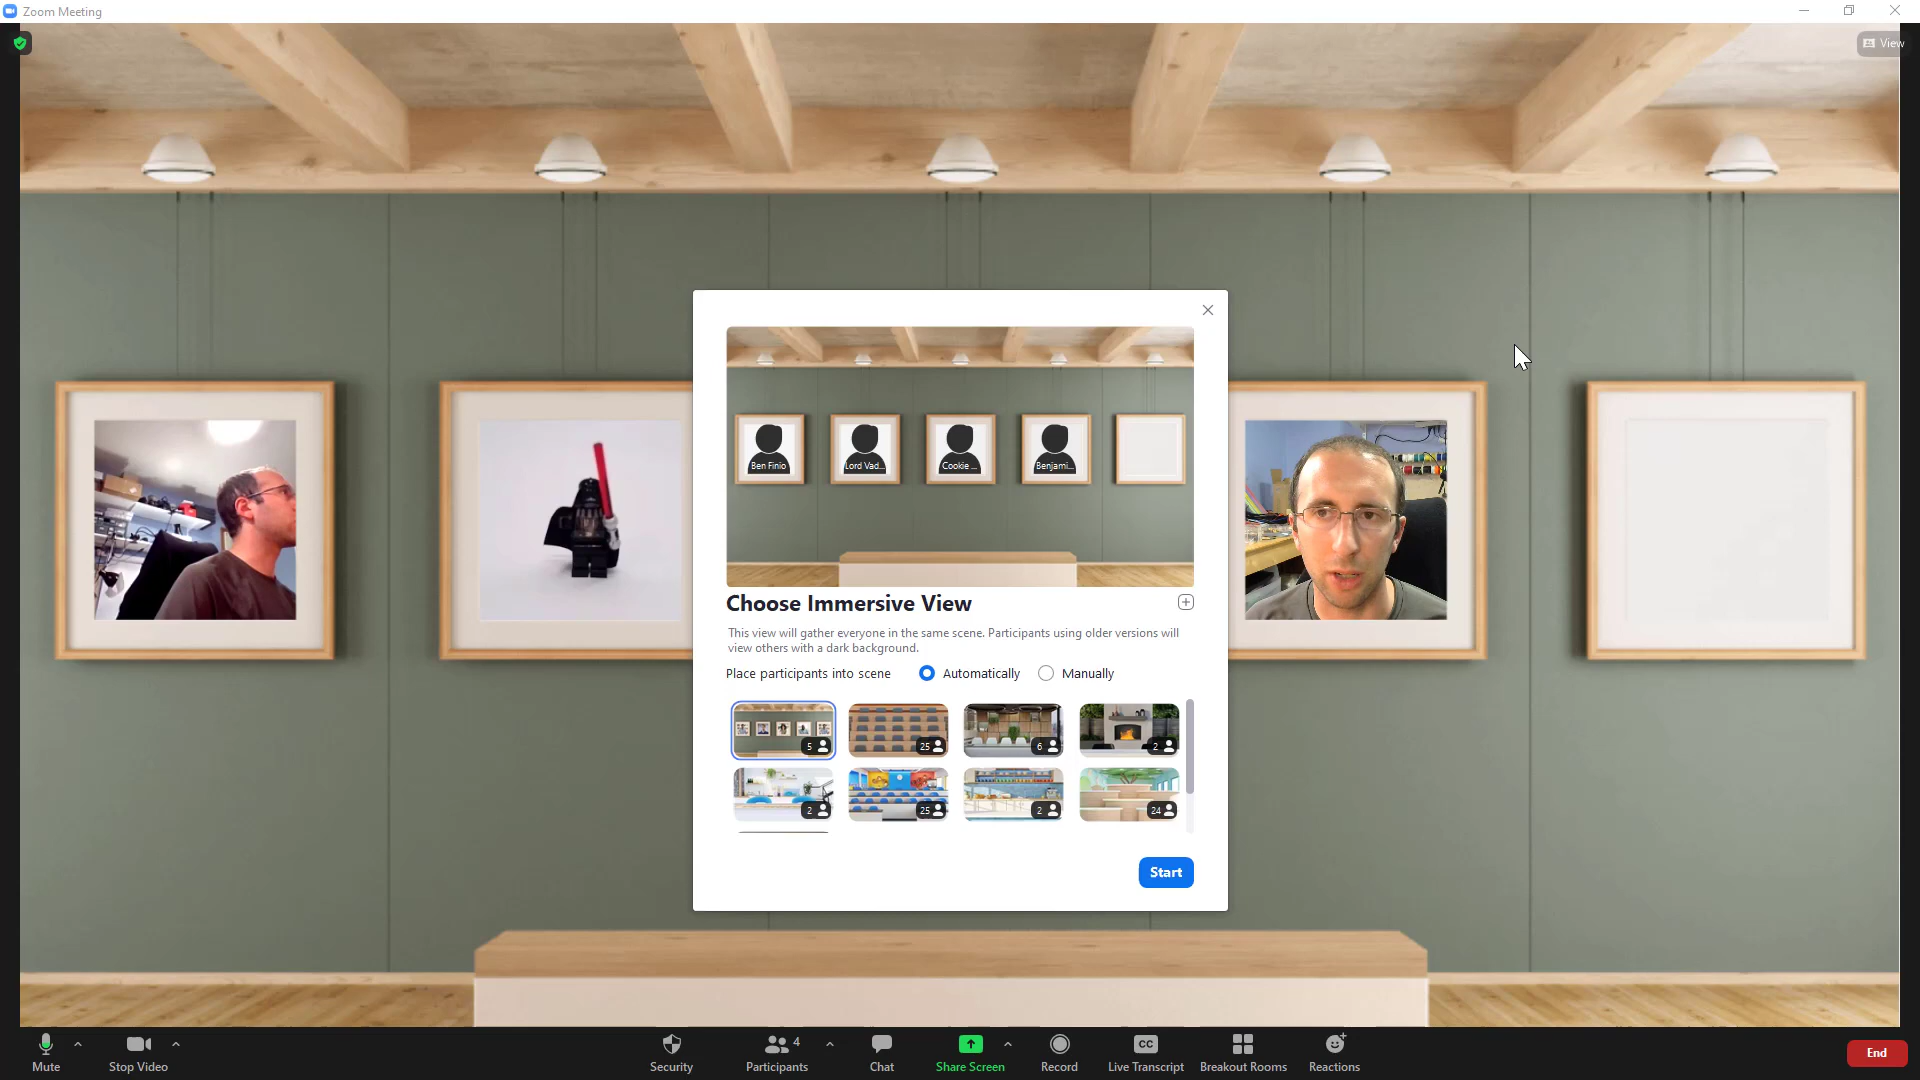 Zoom Meeting
View
Ben Finio
Lord Vad...
Cookie ...
Benjami...
Choose Immersive View
This view will gather everyone in the same scene. Participants using older versions will
view others with a dark background.
Place participants into scene
Automatically
Manually
5
25
6
2
2
25
2
24
Start
Mute
Stop Video
Security
4
Participants
Chat
Share Screen
Record
CC
Live Transcript
Breakout Rooms
Reactions
End